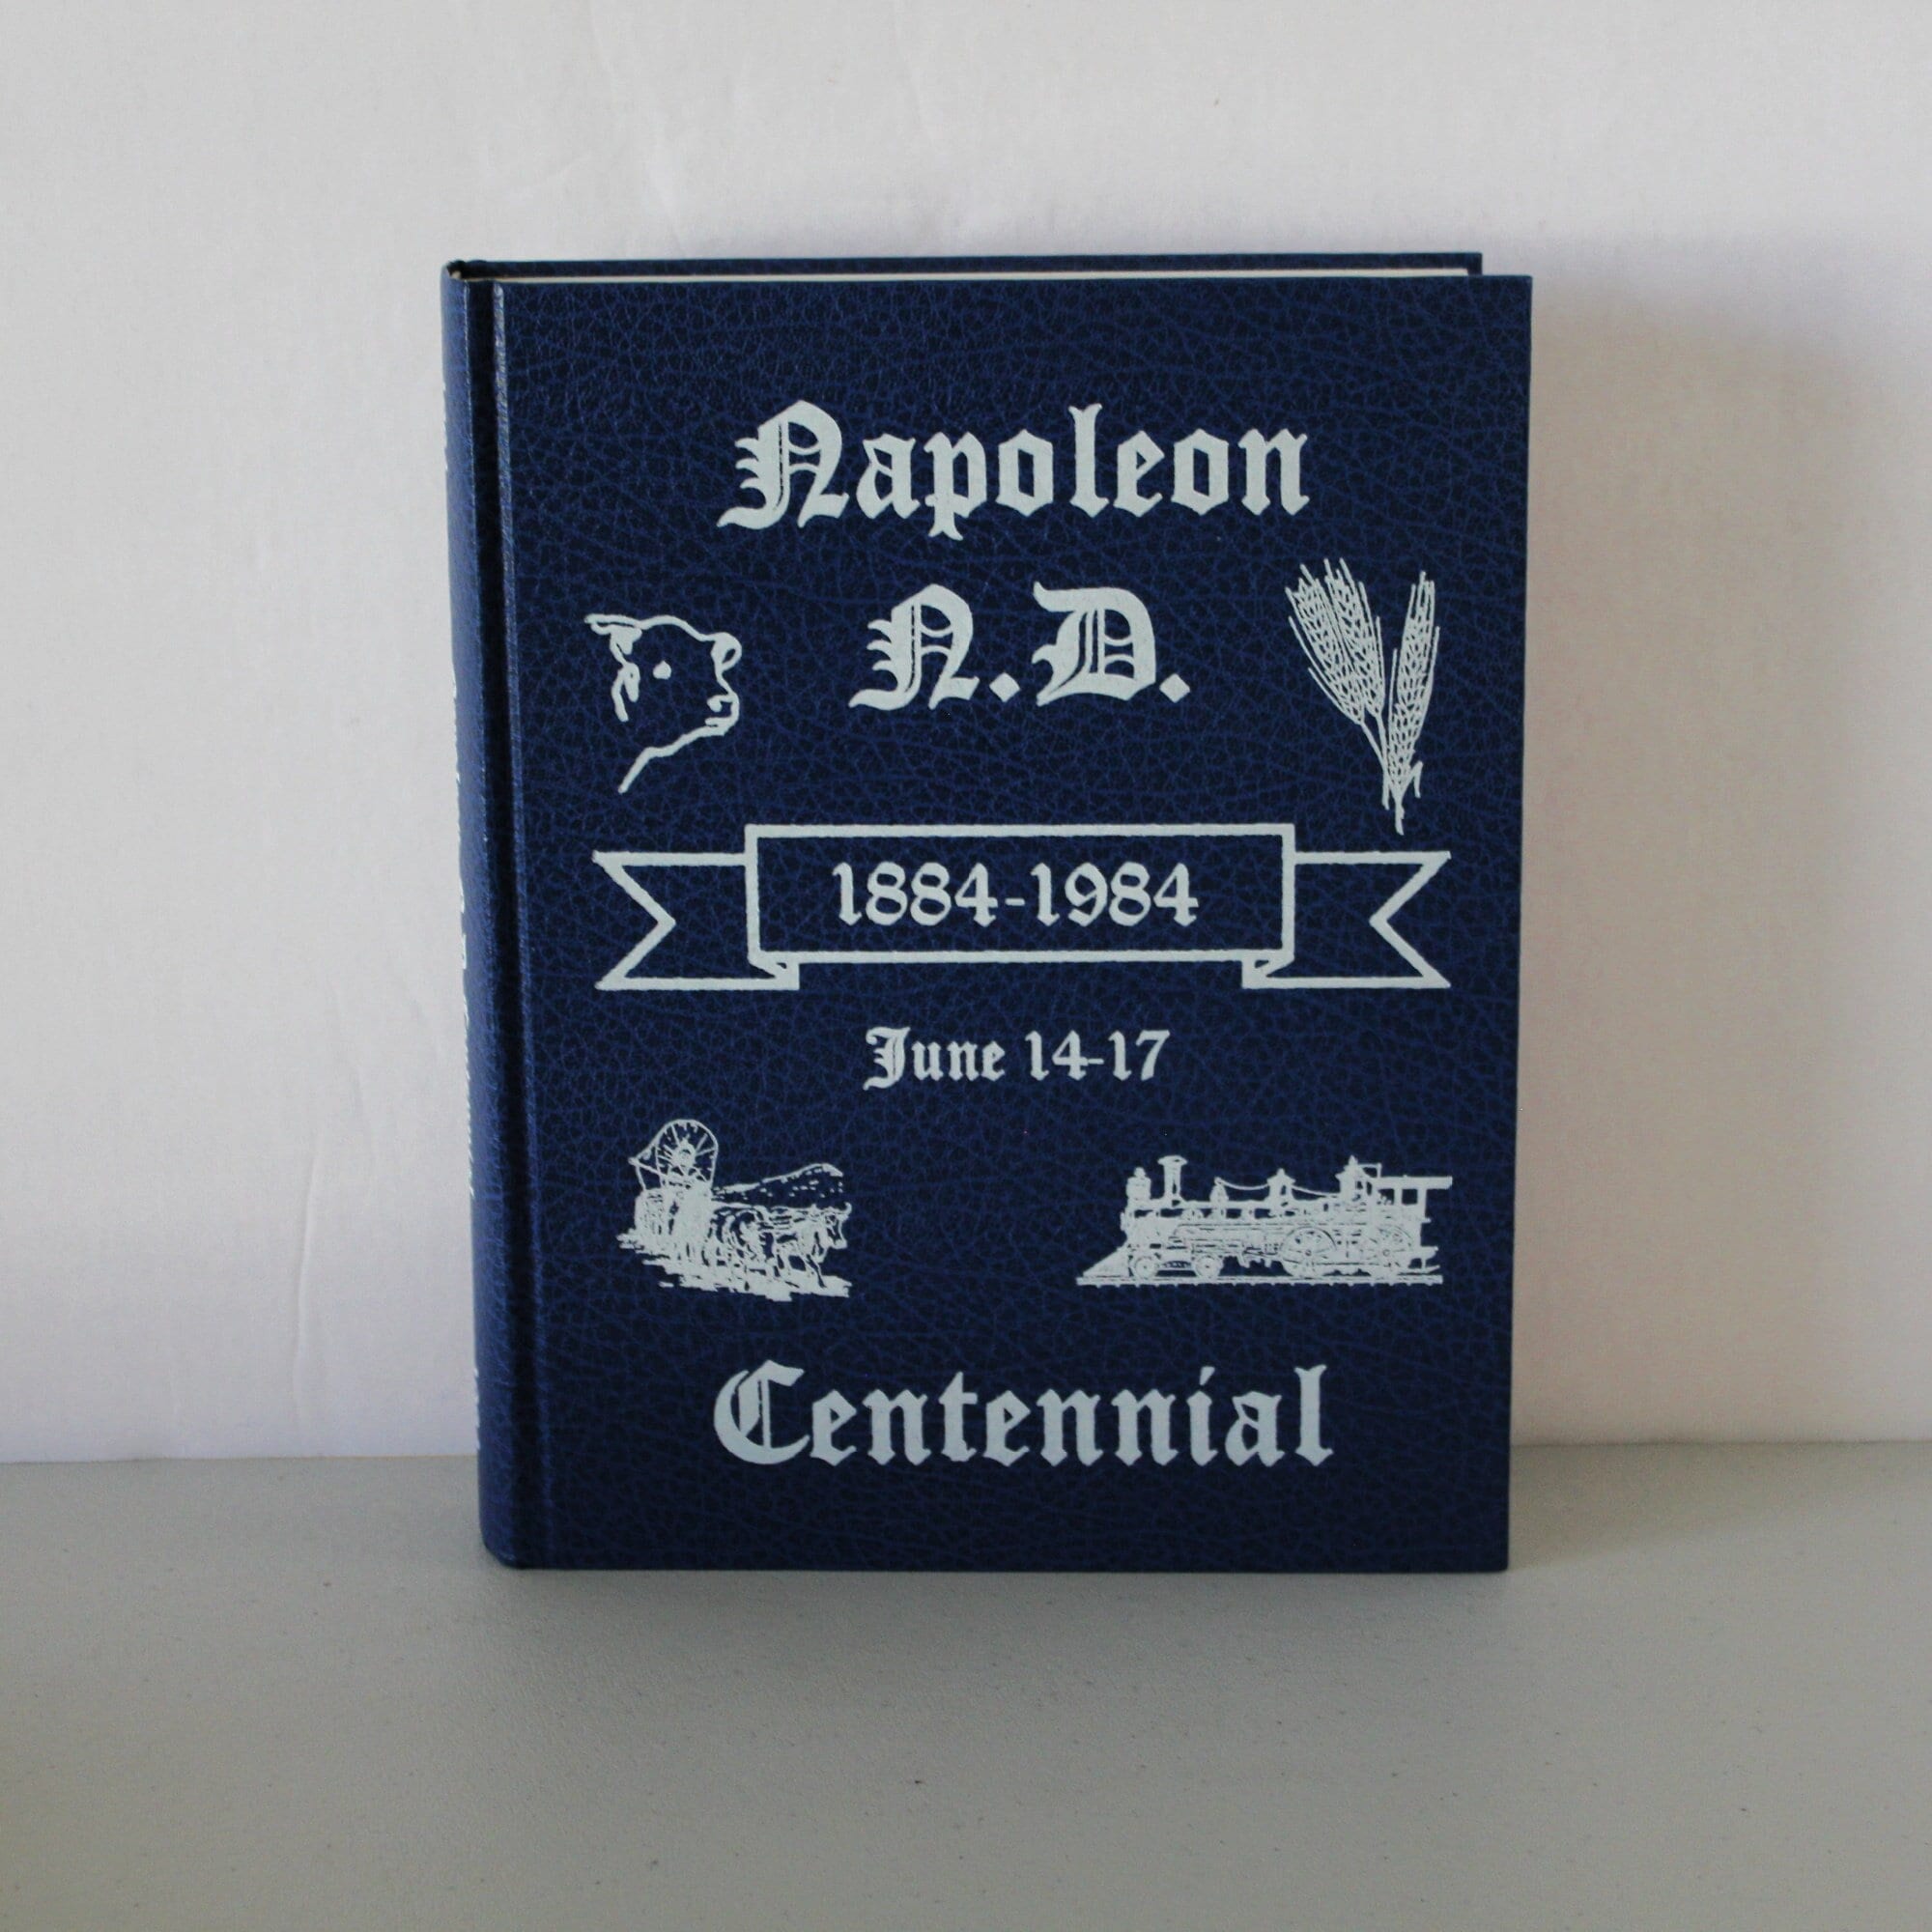 Napoleon
N.D.
1884-1984
June 14-17
Centennial